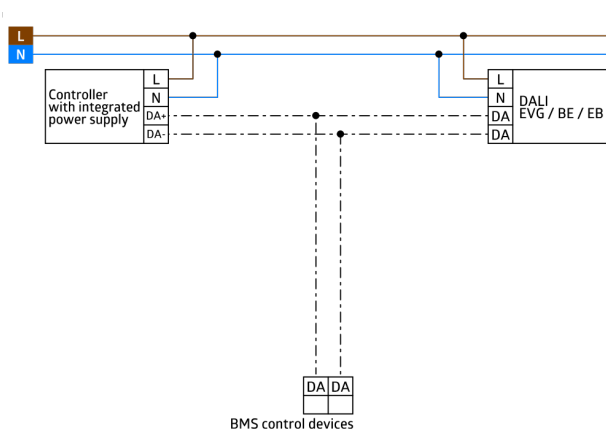 L
N
Controller
with integrated
power supply
L
N
DA+
DA-
L
N
DA
DA
DALI
EVG / BE / EB
DA DA
BMS control devices